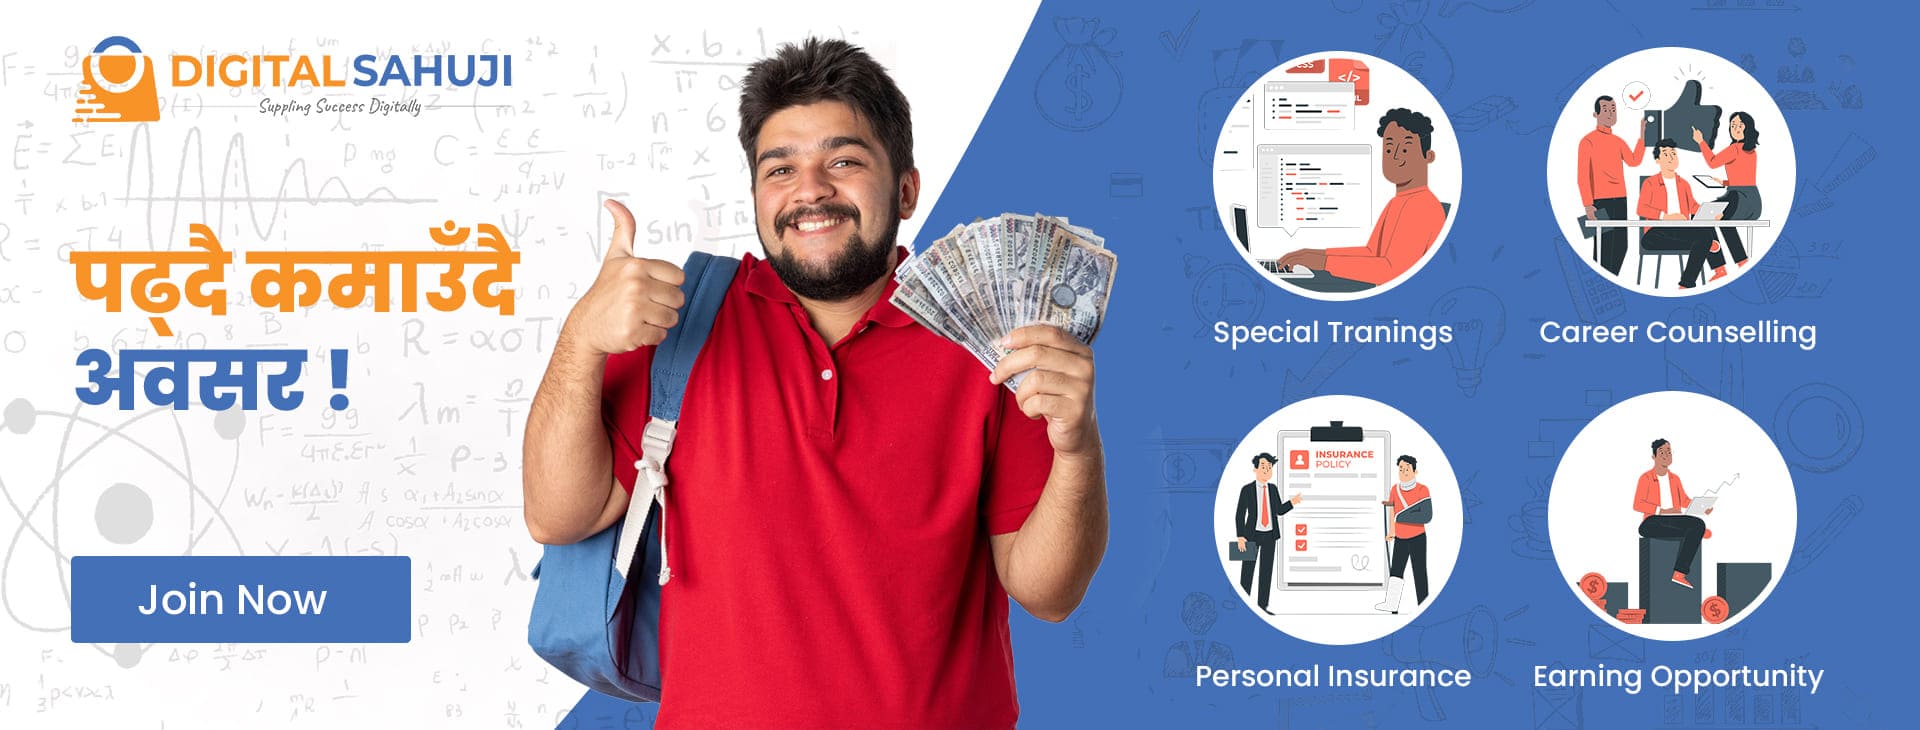 DIGITAL SAHUJI
Suppling Success Digitally
पढ्दै कमाउँदै
अवसर !
Join Now
Special Tranings
Career Counselling
INSURANCE
POLICY
Personal Insurance
Earning Opportunity